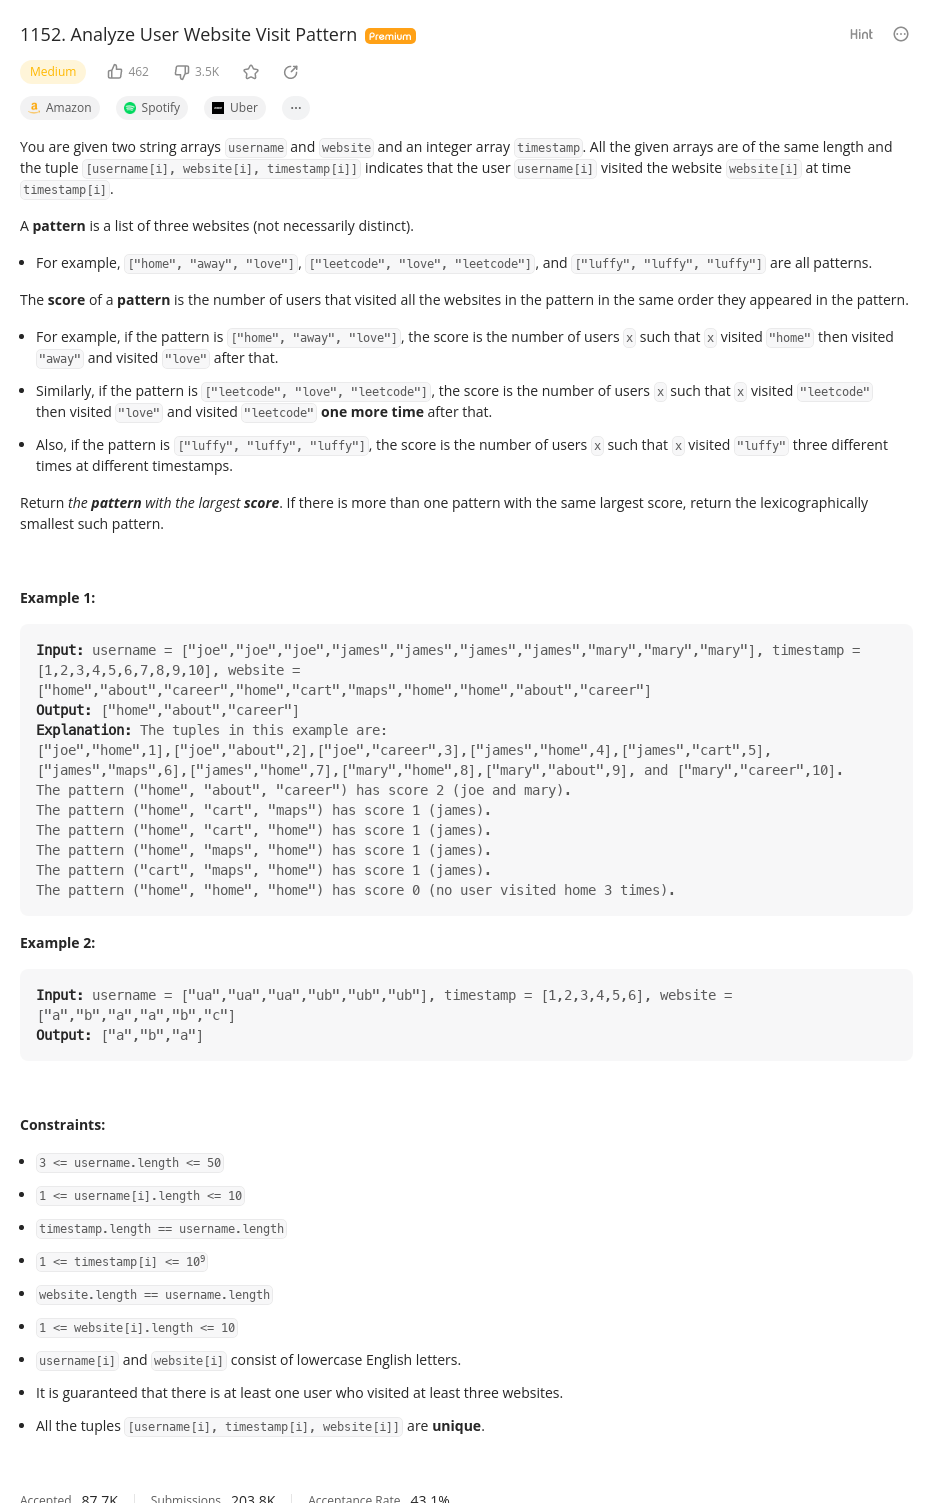 1152. Analyze User Website Visit Pattern Premium Hint
Medium 462 3.5K
Amazon Spotify Uber ...
You are given two string arrays username and website and an integer array timestamp. All the given arrays are of the same length and
the tuple [username[i], website[i], timestamp[i]] indicates that the user username[i] visited the website website[i] at time
timestamp[i].
A pattern is a list of three websites (not necessarily distinct).
• For example, ["home", "away", "love"], ["leetcode", "love", "leetcode"], and ["luffy", "luffy", "luffy"] are all patterns.
The score of a pattern is the number of users that visited all the websites in the pattern in the same order they appeared in the pattern.
• For example, if the pattern is ["home", "away", "love"], the score is the number of users x such that x visited "home" then visited
"away" and visited "love" after that.
• Similarly, if the pattern is ["leetcode", "love", "leetcode"], the score is the number of users x such that x visited "leetcode"
then visited "love" and visited "leetcode" one more time after that.
• Also, if the pattern is ["luffy", "luffy", "luffy"], the score is the number of users x such that x visited "luffy" three different
times at different timestamps.
Return the pattern with the largest score. If there is more than one pattern with the same largest score, return the lexicographically
smallest such pattern.
Example 1:
Input: username = ["joe","joe","joe","james","james","james","james","mary","mary","mary"], timestamp =
[1,2,3,4,5,6,7,8,9,10], website =
["home","about","career","home","cart","maps","home","home","about","career"]
Output: ["home","about","career"]
Explanation: The tuples in this example are:
["joe","home",1],["joe","about",2],["joe","career",3],["james","home",4],["james","cart",5],
["james","maps",6],["james","home",7],["mary","home",8],["mary","about",9], and ["mary","career",10].
The pattern ("home", "about", "career") has score 2 (joe and mary).
The pattern ("home", "cart", "maps") has score 1 (james).
The pattern ("home", "cart", "home") has score 1 (james).
The pattern ("home", "maps", "home") has score 1 (james).
The pattern ("cart", "maps", "home") has score 1 (james).
The pattern ("home", "home", "home") has score 0 (no user visited home 3 times).
Example 2:
Input: username = ["ua","ua","ua","ub","ub","ub"], timestamp = [1,2,3,4,5,6], website =
["a","b","a","a","b","c"]
Output: ["a","b","a"]
Constraints:
• 3 <= username.length <= 50
• 1 <= username[i].length <= 10
• timestamp.length == username.length
• 1 <= timestamp[i] <= 10⁹
• website.length == username.length
• 1 <= website[i].length <= 10
• username[i] and website[i] consist of lowercase English letters.
• It is guaranteed that there is at least one user who visited at least three websites.
• All the tuples [username[i], timestamp[i], website[i]] are unique.
Accepted 87.7K Submissions 203.8K Acceptance Rate 43.1%